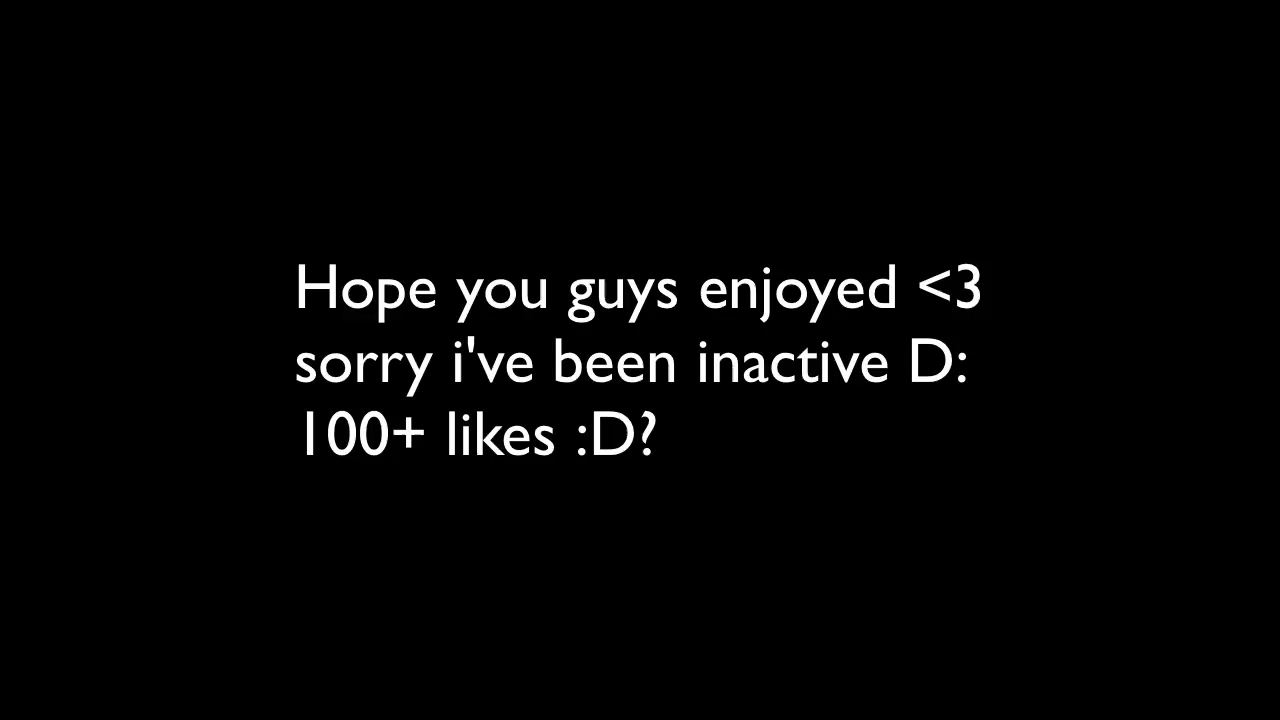 Hope you guys enjoyed <3
sorry i've been inactive D:
100+ likes :D?